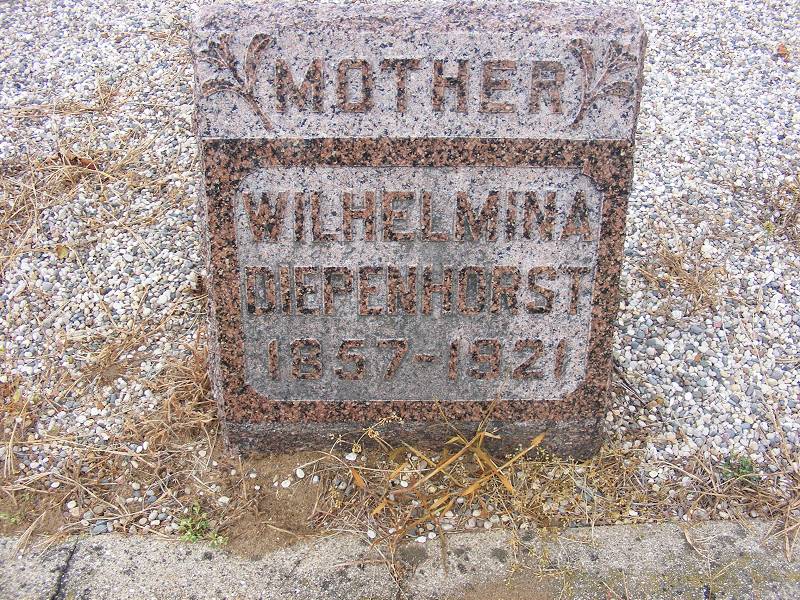 MOTHER
WILHELMINA
DIEPENHORST
1857-1921